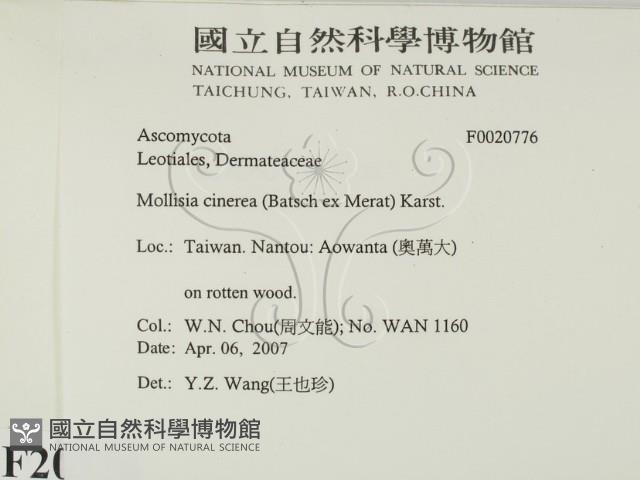 國立自然科學博物館
NATIONAL MUSEUM OF NATURAL SCIENCE
TAICHUNG, TAIWAN, R.O.CHINA
Ascomycota F0020776
Leotiales, Dermateaceae
Mollisia cinerea (Batsch ex Merat) Karst.
Loc.: Taiwan. Nantou: Aowanta (奧萬大)
on rotten wood.
Col.: W.N. Chou(周文能); No. WAN 1160
Date: Apr. 06, 2007
Det.: Y.Z. Wang(王也珍)
國立自然科學博物館
NATIONAL MUSEUM OF NATURAL SCIENCE